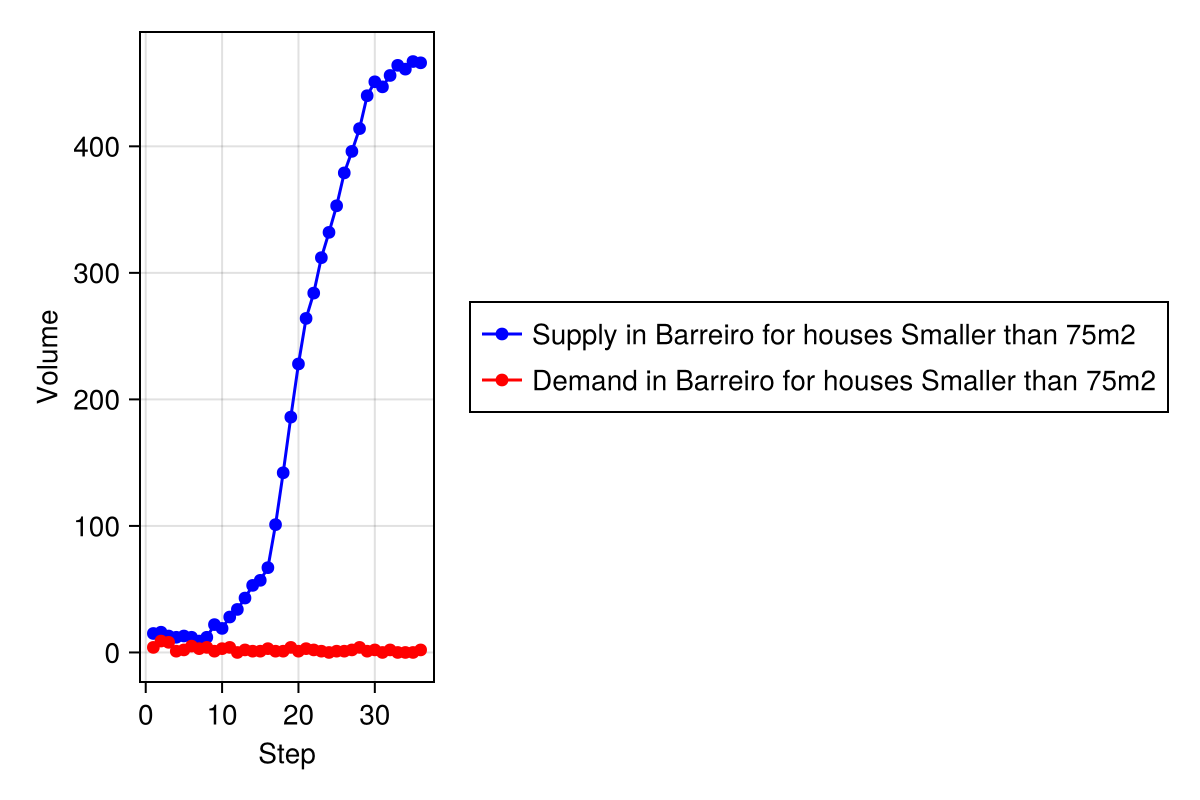 Volume
400
300
200
100
0
0 10 20 30
Step
Supply in Barreiro for houses Smaller than 75m2
Demand in Barreiro for houses Smaller than 75m2